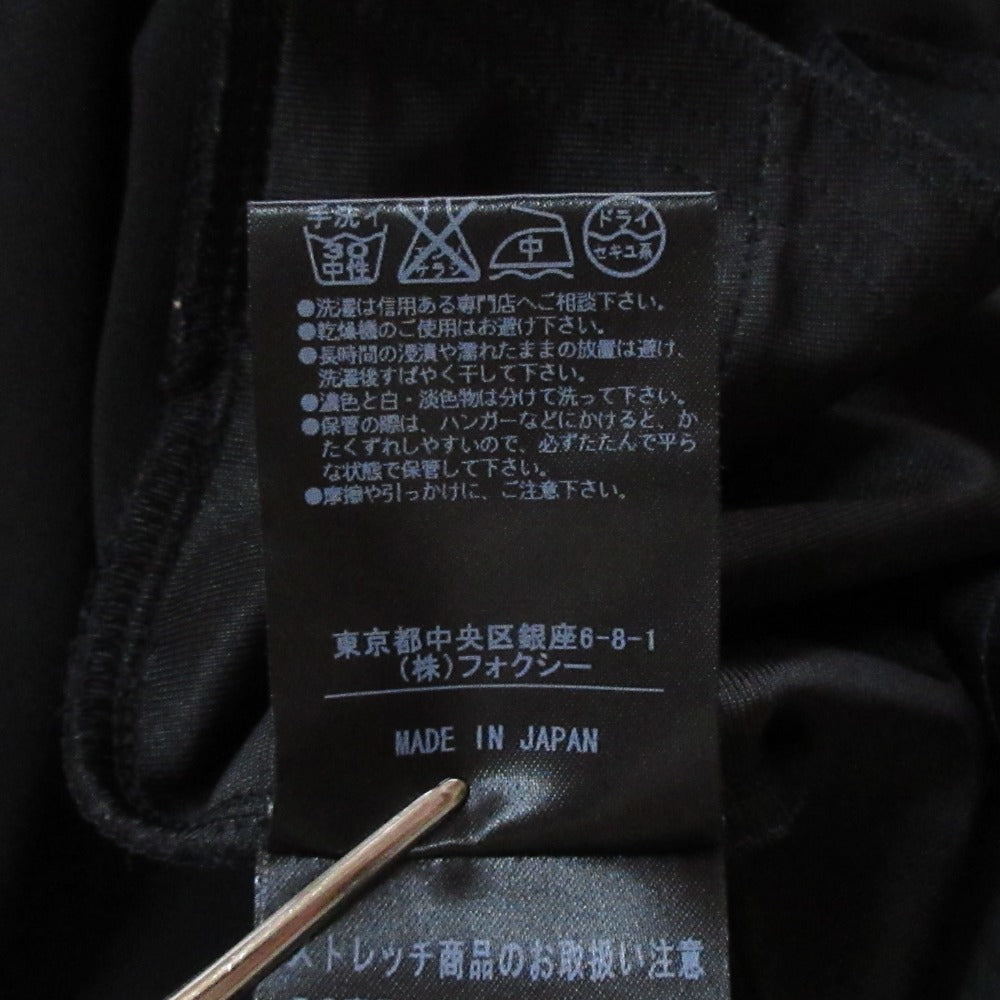 手洗イ
30
中性
エンソ
サラシ
中
ドライ
セキユ系
●洗濯は信用ある専門店へご相談下さい。
●乾燥機のご使用はお避け下さい。
●長時間の浸漬や濡れたままの放置は避け、
洗濯後すばやく干して下さい。
●濃色と白・淡色物は分けて洗って下さい。
●保管の際は、ハンガーなどにかけると、か
たくずれしやすいので、必ずたたんで平ら
な状態で保管して下さい。
●摩擦や引っかけに、ご注意下さい。
東京都中央区銀座6-8-1
(株)フォクシー
MADE IN JAPAN
ストレッチ商品のお取扱い注意